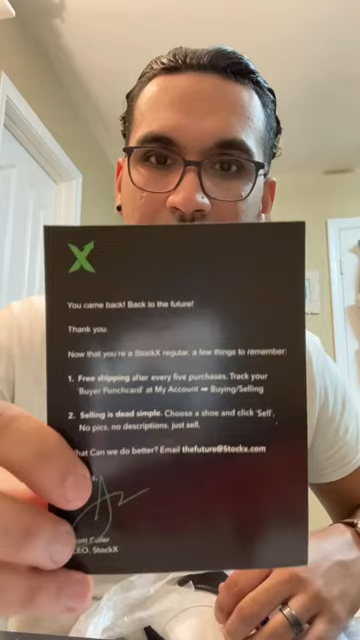 You came back! Back to the future!
Thank you.
Now that you're a StockX regular, a few things to remember:
1. Free shipping after every five purchases. Track your
'Buyer Punchcard' at My Account ➡ Buying/Selling
2. Selling is dead simple. Choose a shoe and click 'Sell'.
No pics, no descriptions, just sell.
hat Can we do better? Email thefuture@Stockx.com
s,
ott Cutler
CEO, StockX